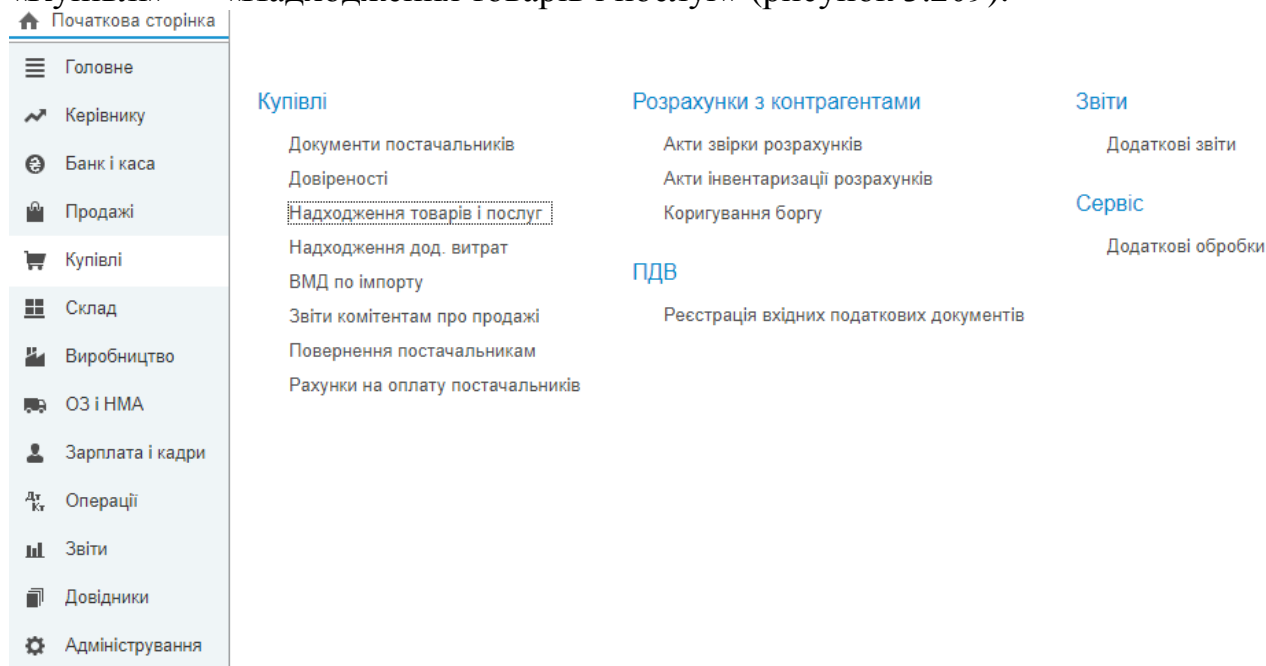 Початкова сторінка
Головне
Керівнику
Банк і каса
Продажі
Купівлі
Склад
Виробництво
ОЗ і НМА
Зарплата і кадри
Дт Кт Операції
Звіти
Довідники
Адміністрування
Купівлі
Документи постачальників
Довіреності
Надходження товарів і послуг
Надходження дод. витрат
ВМД по імпорту
Звіти комітентам про продажі
Повернення постачальникам
Рахунки на оплату постачальників
Розрахунки з контрагентами
Акти звірки розрахунків
Акти інвентаризації розрахунків
Коригування боргу
ПДВ
Реєстрація вхідних податкових документів
Звіти
Додаткові звіти
Сервіс
Додаткові обробки